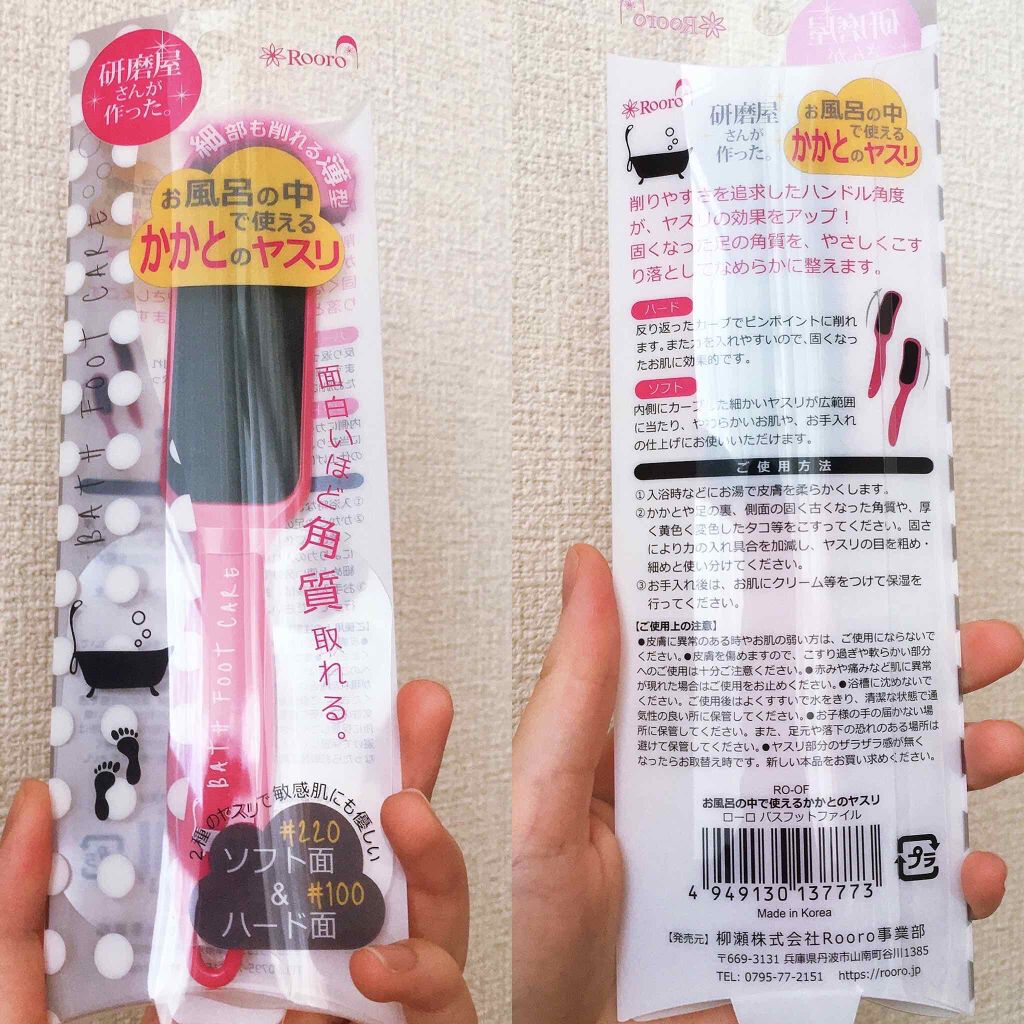 研磨屋
さんが
作った。
Rooro
細部も削れる薄型
お風呂の中
で使える
かかとのヤスリ
BATH FOOT CARE
面白いほど角質取れる。
BATH FOOT CARE
2種のヤスリで敏感肌にも優しい
#220
ソフト面
& #100
ハード面
Rooro
研磨屋
さんが
作った。
お風呂の中
で使える
かかとのヤスリ
削りやすさを追求したハンドル角度
が、ヤスリの効果をアップ！
固くなった足の角質を、やさしくこす
り落としてなめらかに整えます。
ハード
反り返ったカーブでピンポイントに削れ
ます。また力を入れやすいので、固くなっ
たお肌に効果的です。
ソフト
内側にカーブした細かいヤスリが広範囲
に当たり、やわらかいお肌や、お手入れ
の仕上げにお使いいただけます。
ご使用方法
①入浴時などにお湯で皮膚を柔らかくします。
②かかとや足の裏、側面の固く古くなった角質や、厚
く黄色く変色したタコ等をこすってください。固さ
により力の入れ具合を加減し、ヤスリの目を粗め・
細めと使い分けてください。
③お手入れ後は、お肌にクリーム等をつけて保湿を
行ってください。
【ご使用上の注意】
●皮膚に異常のある時やお肌の弱い方は、ご使用にならないで
ください。●皮膚を傷めますので、こすり過ぎや軟らかい部分
へのご使用は十分ご注意ください。●赤みや痛みなど肌に異常
が現れた場合はご使用をお止めください。●浴槽に沈めないで
ください。ご使用後はよくすすいで水をきり、清潔な状態で通
気性の良い所に保管してください。●お子様の手の届かない場
所に保管してください。また、足元や落下の恐れのある場所は
避けて保管してください。●ヤスリ部分のザラザラ感が無く
なったらお取替え時です。新しい本品をお買い求めください。
RO-OF
お風呂の中で使えるかかとのヤスリ
ローロ バスフットファイル
4 949130 137773
プラ
Made in Korea
【発売元】柳瀬株式会社Rooro事業部
〒669-3131 兵庫県丹波市山南町谷川1385
TEL: 0795-77-2151 https://rooro.jp